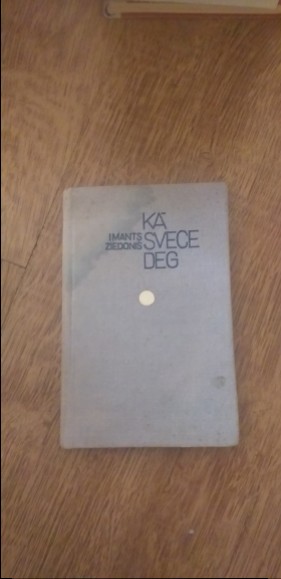 KĀ
IMANTS SVECE
ZIEDONIS DEG